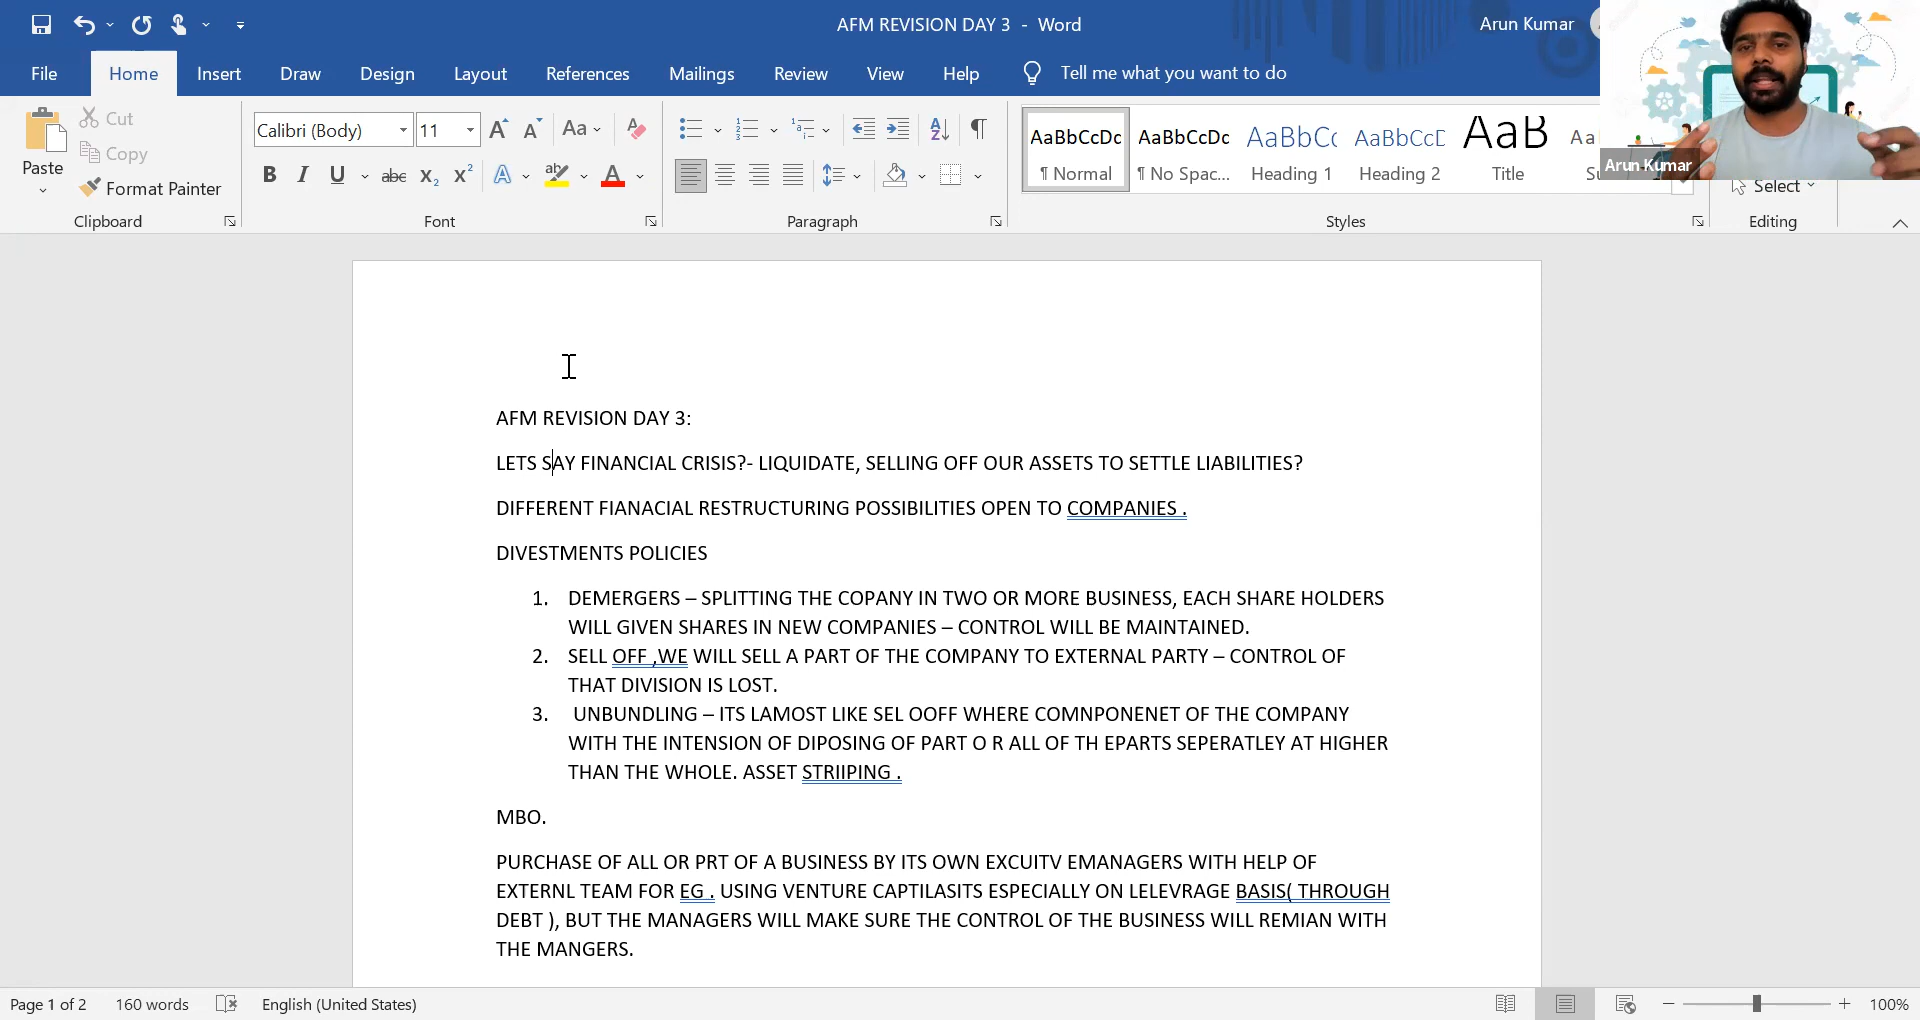 AFM REVISION DAY 3 - Word
Arun Kumar
File Home Insert Draw Design Layout References Mailings Review View Help Tell me what you want to do
Paste
Cut
Copy
Format Painter
Clipboard
Calibri (Body) 11
Font
Paragraph
AaBbCcDc AaBbCcDc AaBbCc AaBbCcD AaB Aa
¶ Normal ¶ No Spac... Heading 1 Heading 2 Title
Styles
Arun Kumar
Select
Editing
AFM REVISION DAY 3:
LETS SAY FINANCIAL CRISIS?- LIQUIDATE, SELLING OFF OUR ASSETS TO SETTLE LIABILITIES?
DIFFERENT FIANACIAL RESTRUCTURING POSSIBILITIES OPEN TO COMPANIES .
DIVESTMENTS POLICIES
1. DEMERGERS – SPLITTING THE COPANY IN TWO OR MORE BUSINESS, EACH SHARE HOLDERS
WILL GIVEN SHARES IN NEW COMPANIES – CONTROL WILL BE MAINTAINED.
2. SELL OFF ,WE WILL SELL A PART OF THE COMPANY TO EXTERNAL PARTY – CONTROL OF
THAT DIVISION IS LOST.
3. UNBUNDLING – ITS LAMOST LIKE SEL OOFF WHERE COMNPONENET OF THE COMPANY
WITH THE INTENSION OF DIPOSING OF PART O R ALL OF TH EPARTS SEPERATLEY AT HIGHER
THAN THE WHOLE. ASSET STRIIPING .
MBO.
PURCHASE OF ALL OR PRT OF A BUSINESS BY ITS OWN EXCUITV EMANAGERS WITH HELP OF
EXTERNL TEAM FOR EG . USING VENTURE CAPTILASITS ESPECIALLY ON LELEVRAGE BASIS( THROUGH
DEBT ), BUT THE MANAGERS WILL MAKE SURE THE CONTROL OF THE BUSINESS WILL REMIAN WITH
THE MANGERS.
Page 1 of 2 160 words English (United States) 100%